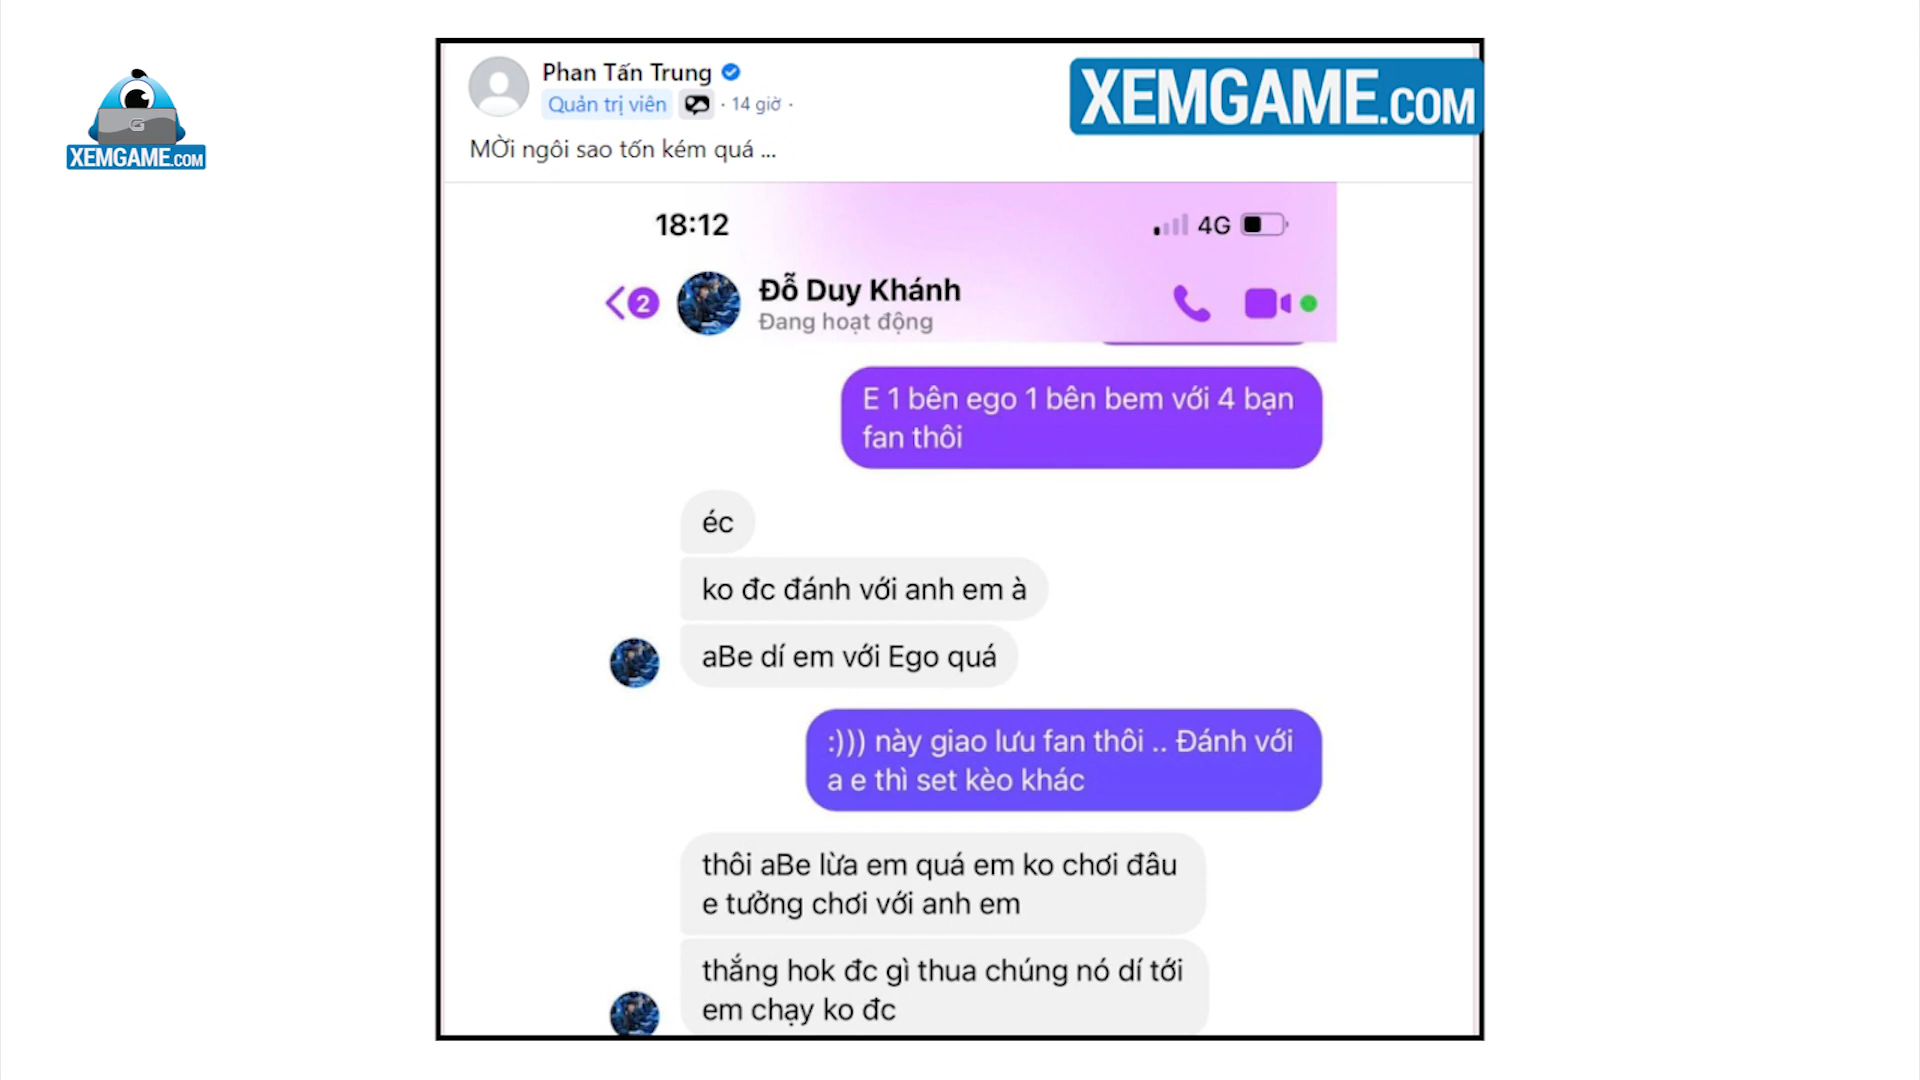 XEMGAME.COM
Phan Tấn Trung
Quản trị viên · 14 giờ ·
XEMGAME.COM
MỜi ngôi sao tốn kém quá ...
18:12
4G
2
Đỗ Duy Khánh
Đang hoạt động
E 1 bên ego 1 bên bem với 4 bạn
fan thôi
éc
ko đc đánh với anh em à
aBe dí em với Ego quá
:))) này giao lưu fan thôi .. Đánh với
a e thì set kèo khác
thôi aBe lừa em quá em ko chơi đâu
e tưởng chơi với anh em
thắng hok đc gì thua chúng nó dí tới
em chạy ko đc